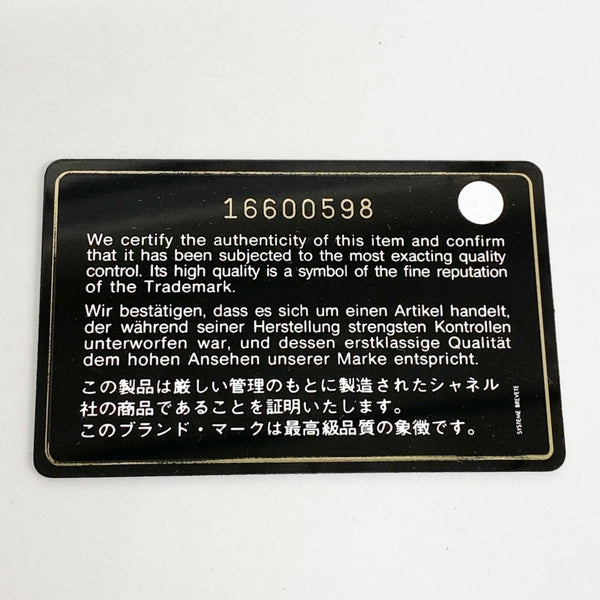 16600598
We certify the authenticity of this item and confirm
that it has been subjected to the most exacting quality
control. Its high quality is a symbol of the fine reputation
of the Trademark.
Wir bestätigen, dass es sich um einen Artikel handelt,
der während seiner Herstellung strengsten Kontrollen
unterworfen war, und dessen erstklassige Qualität
dem hohen Ansehen unserer Marke entspricht.
この製品は厳しい管理のもとに製造されたシャネル
社の商品であることを証明いたします。
このブランド・マークは最高級品質の象徴です。
SYSTEME BREVETE